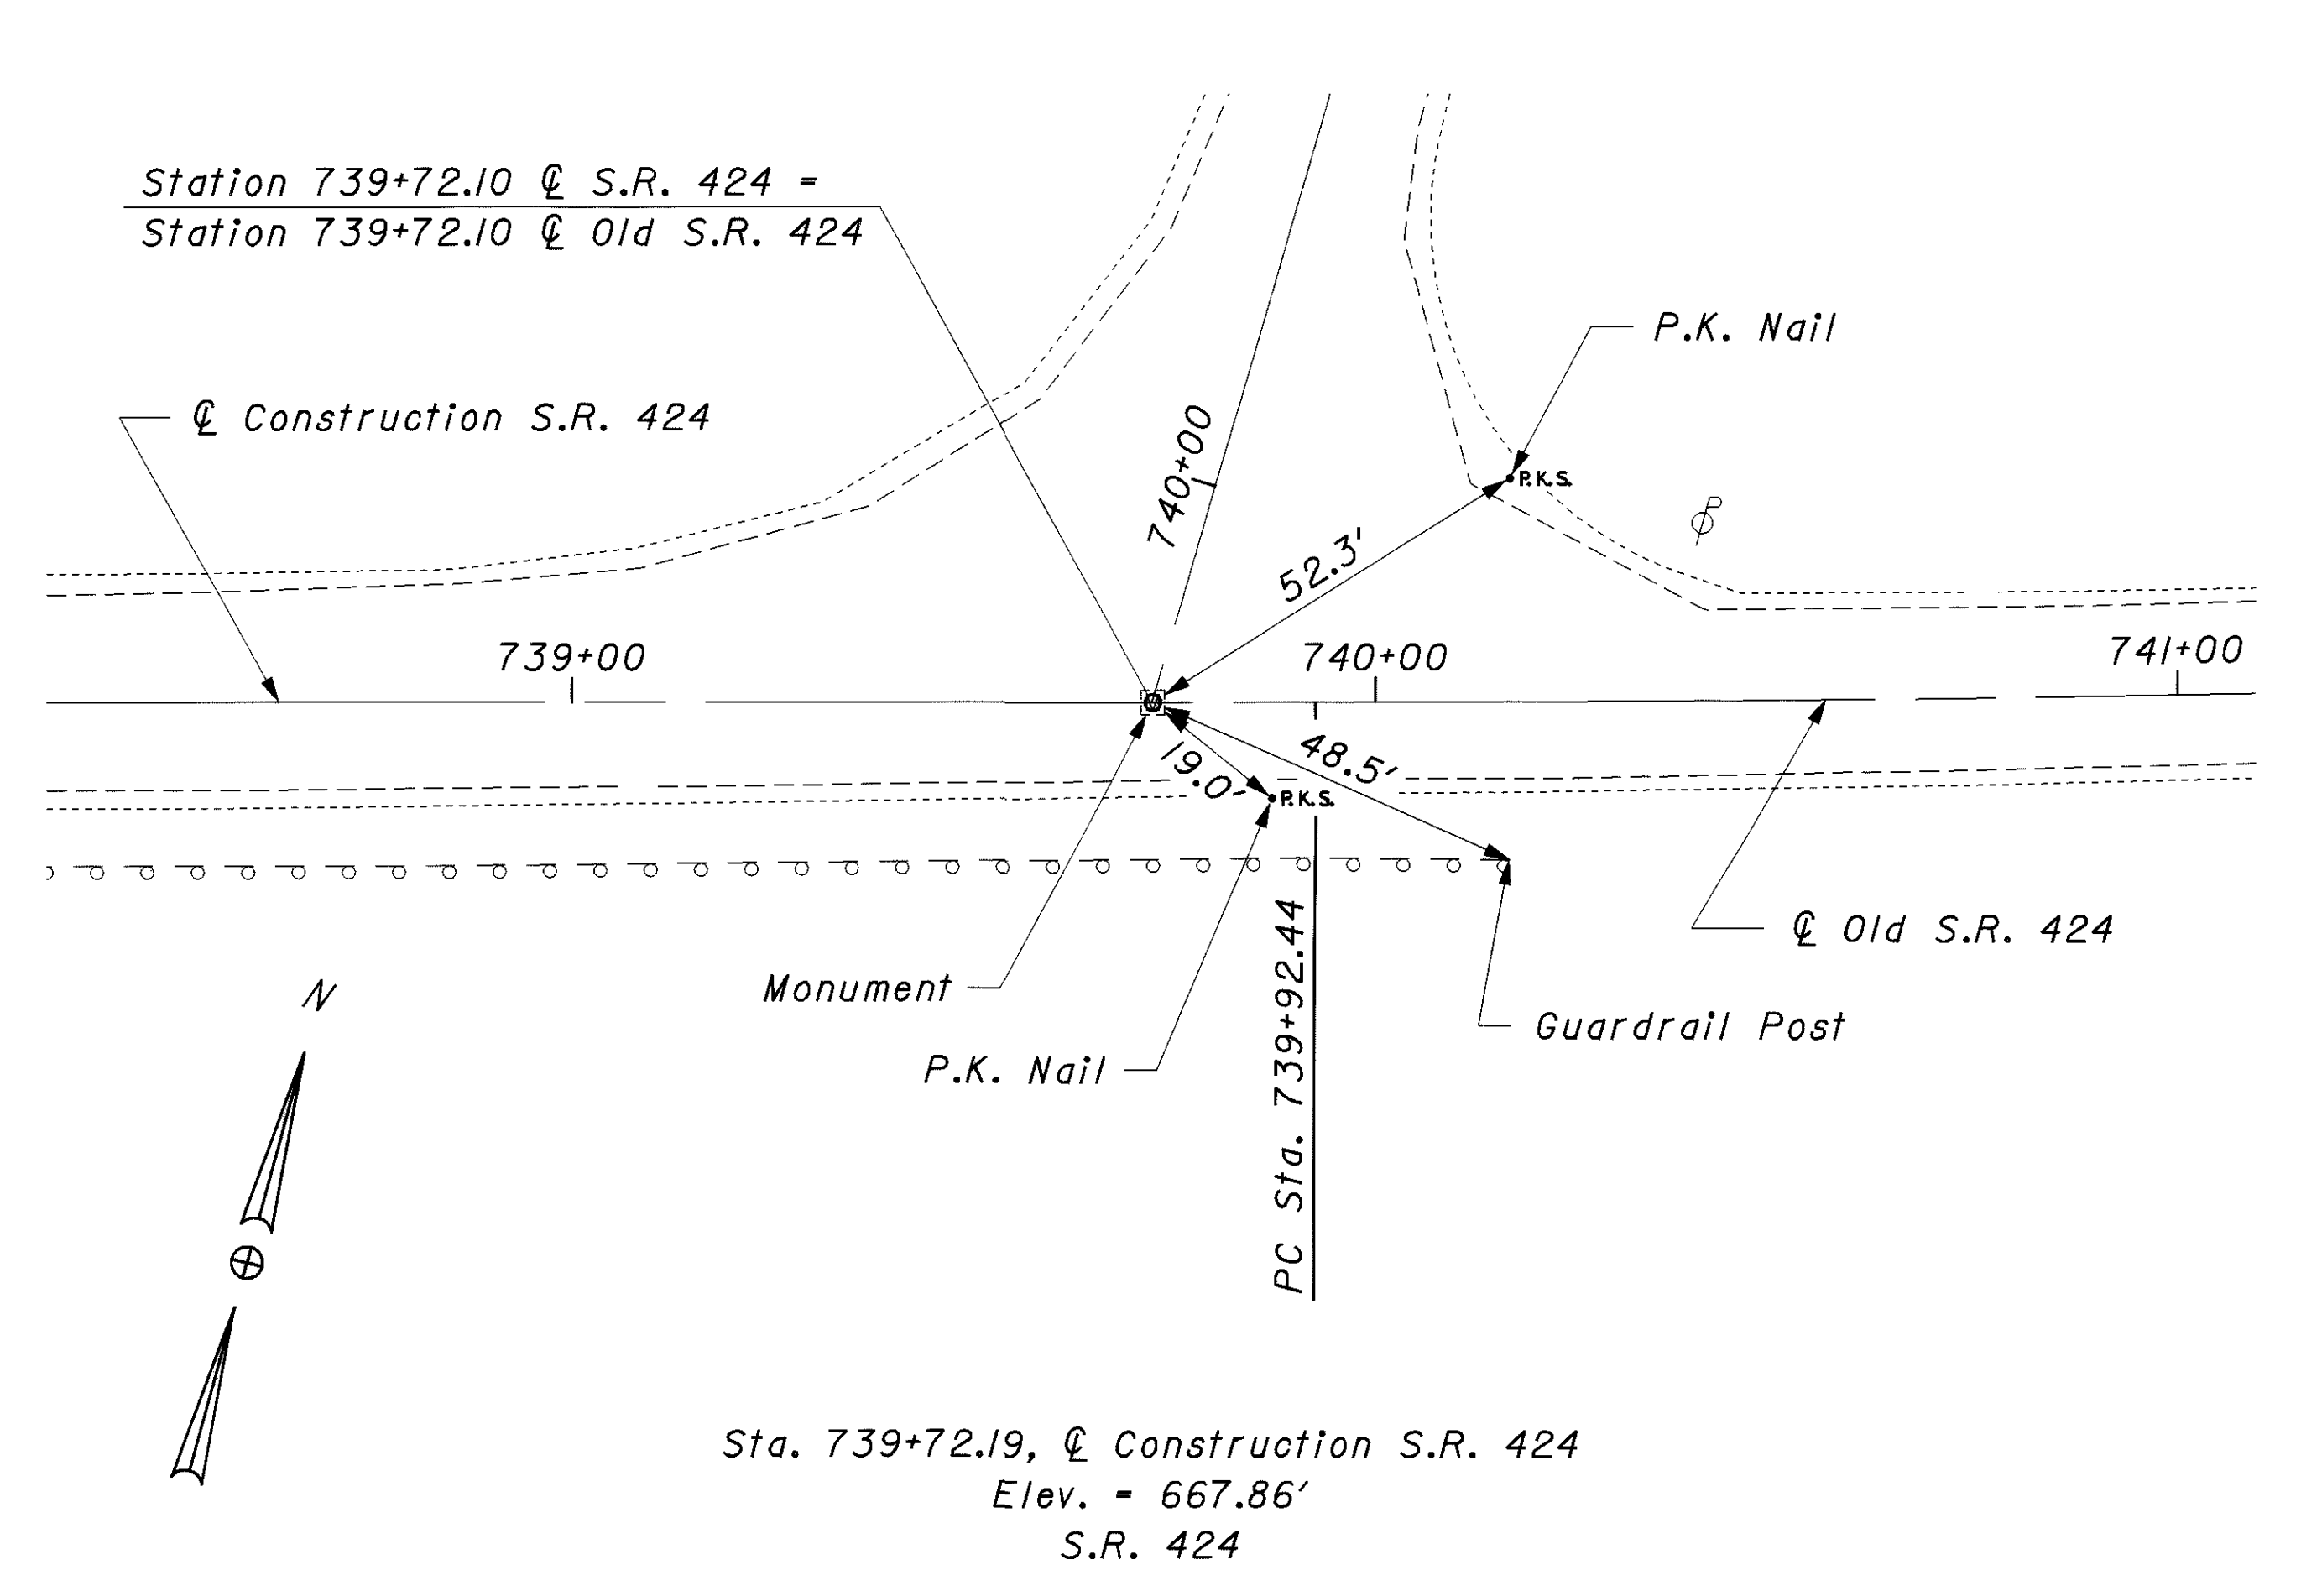 Station 739+72.10 ℄ S.R. 424 =
Station 739+72.10 ℄ Old S.R. 424
P.K. Nail
℄ Construction S.R. 424
740+00
P.K.S.
52.3'
739+00
740+00
741+00
48.5'
19.0'
P.K.S.
℄ Old S.R. 424
Monument
PC Sta. 739+92.44
Guardrail Post
P.K. Nail
N
Sta. 739+72.19, ℄ Construction S.R. 424
Elev. = 667.86'
S.R. 424